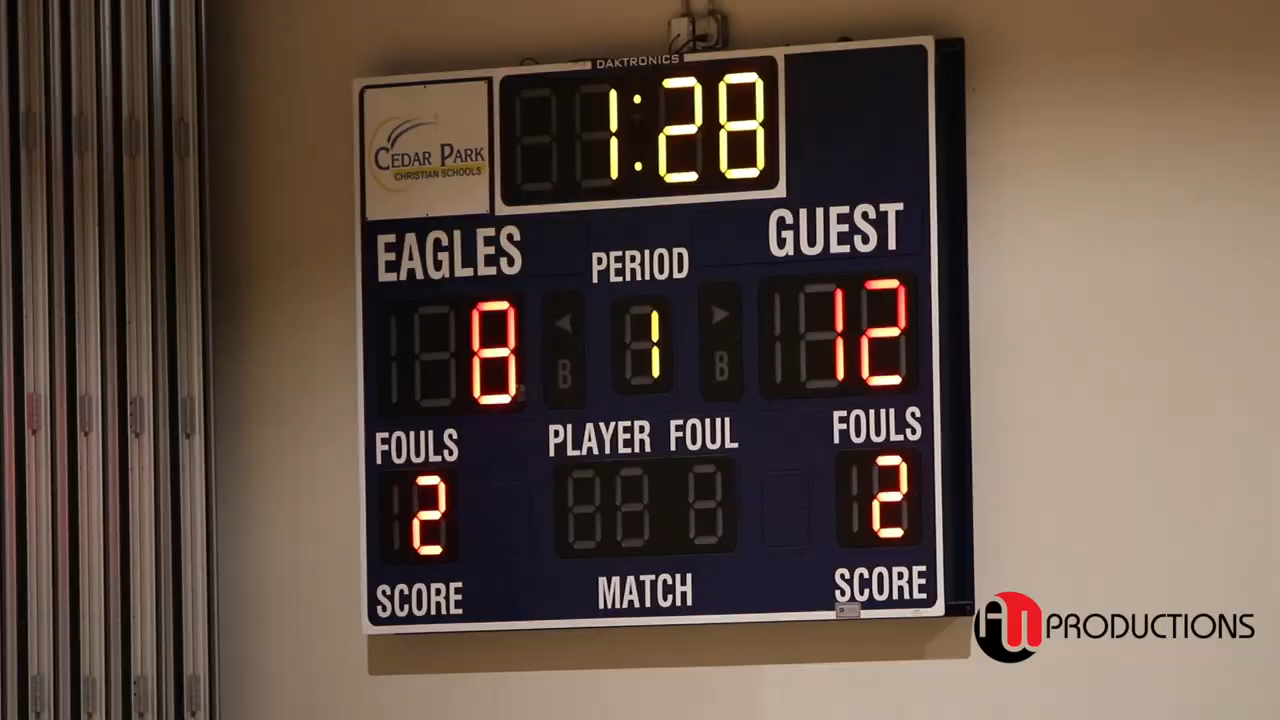 DAKTRONICS
CEDAR PARK
CHRISTIAN SCHOOLS
1:28
EAGLES
PERIOD
GUEST
8
1
12
B
B
FOULS
PLAYER FOUL
FOULS
2
2
SCORE
MATCH
SCORE
PRODUCTIONS